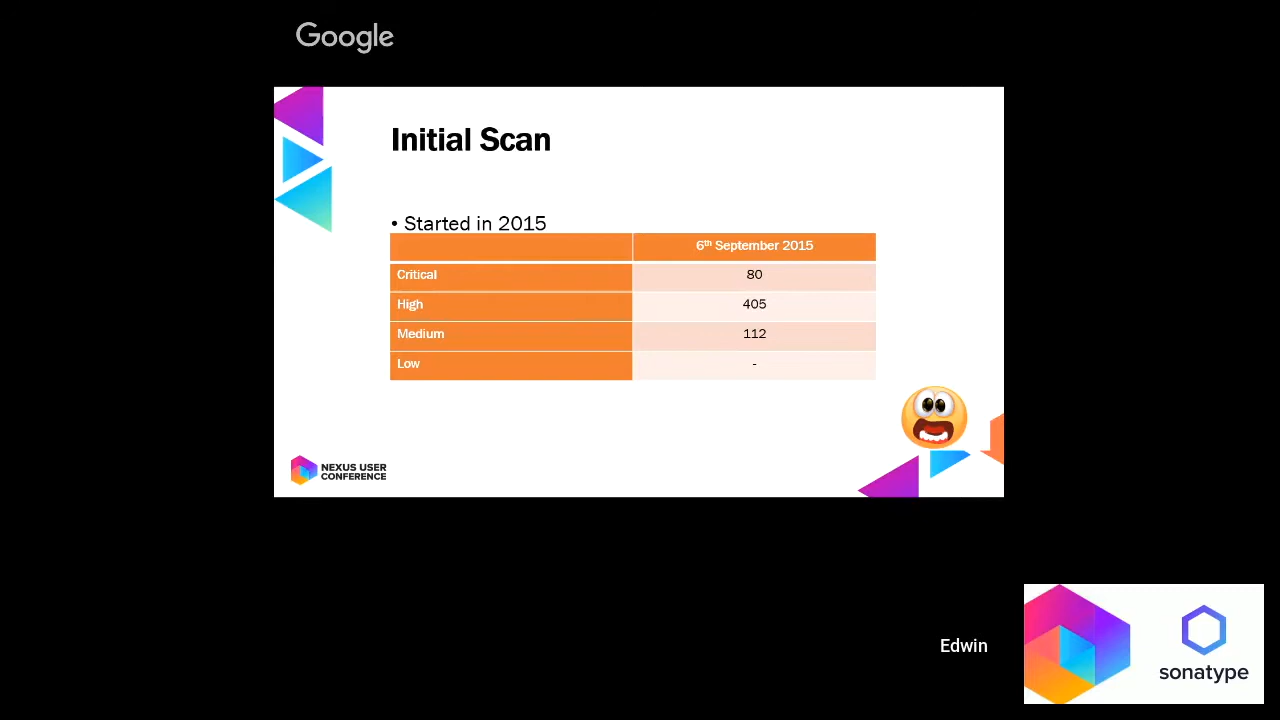 Google
Initial Scan
• Started in 2015
6th September 2015
Critical 80
High 405
Medium 112
Low -
NEXUS USER
CONFERENCE
Edwin
sonatype